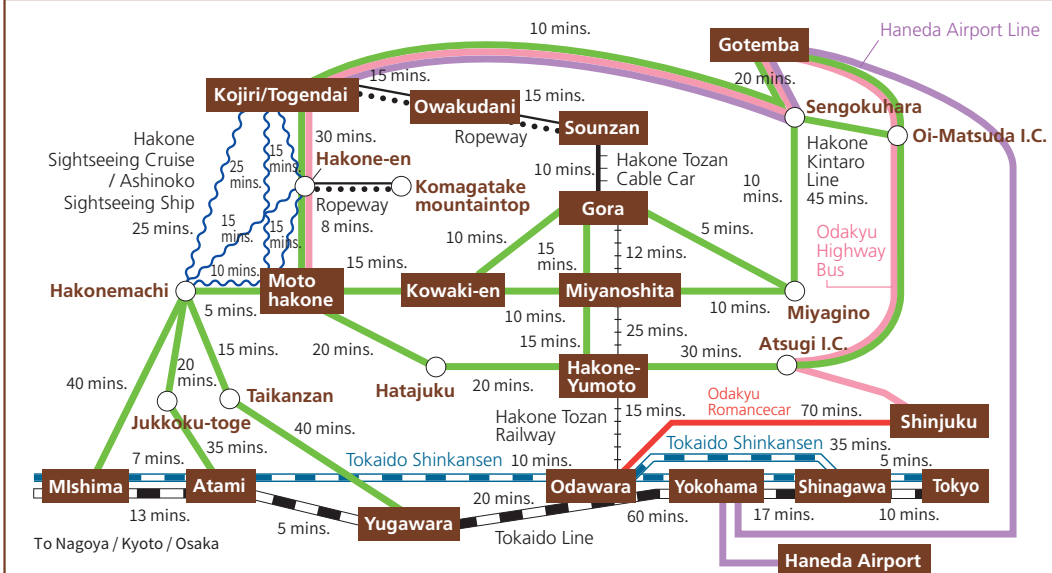 10 mins.
Gotemba
Haneda Airport Line
20 mins.
15 mins.
Kojiri/Togendai
Owakudani
15 mins.
Ropeway
Sounzan
Sengokuhara
Oi-Matsuda I.C.
Hakone
Sightseeing Cruise
/ Ashinoko
Sightseeing Ship
25
mins.
15
mins.
30 mins.
Hakone-en
Ropeway
8 mins.
Komagatake
mountaintop
10 mins.
Hakone Tozan
Cable Car
Hakone
Kintaro
Line
45 mins.
10
mins.
Gora
5 mins.
25 mins.
15
mins.
15
mins.
10 mins.
15
mins.
12 mins.
Odakyu
Highway
Bus
10 mins.
15 mins.
Hakonemachi
Moto
hakone
Kowaki-en
Miyanoshita
Miyagino
5 mins.
10 mins.
10 mins.
25 mins.
15 mins.
20 mins.
30 mins.
Atsugi I.C.
15 mins.
40 mins.
20
mins.
Hatajuku
20 mins.
Hakone-
Yumoto
Taikanzan
Jukkoku-toge
40 mins.
35 mins.
Hakone Tozan
Railway
15 mins.
Odakyu
Romancecar
70 mins.
Shinjuku
7 mins.
Tokaido Shinkansen
10 mins.
Tokaido Shinkansen
35 mins.
5 mins.
MIshima
Atami
Odawara
Yokohama
Shinagawa
Tokyo
13 mins.
5 mins.
Yugawara
20 mins.
Tokaido Line
60 mins.
17 mins.
10 mins.
To Nagoya / Kyoto / Osaka
Haneda Airport